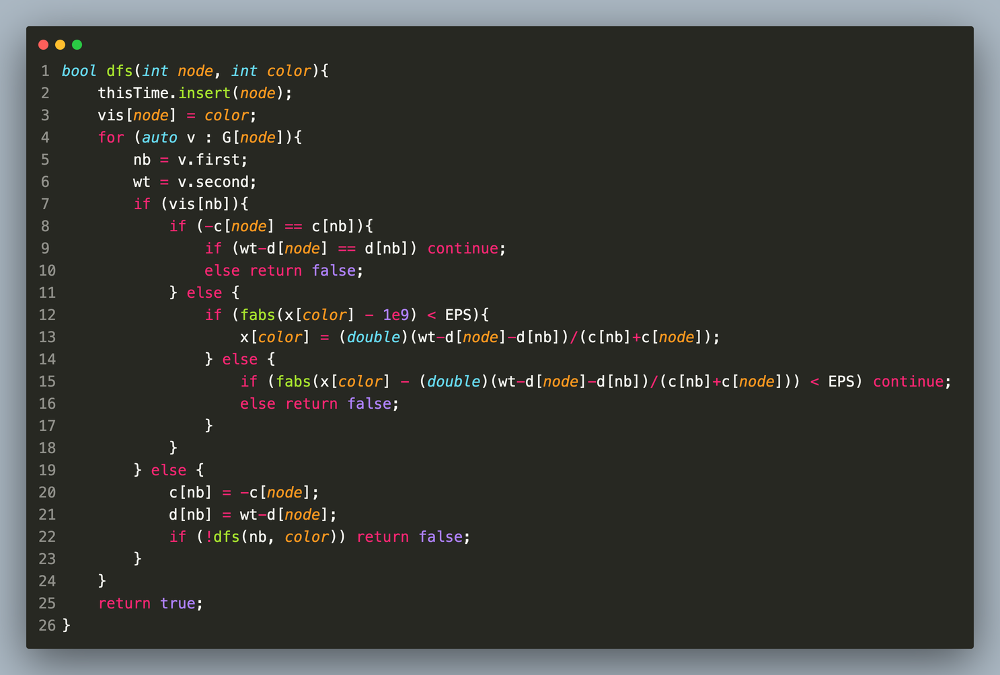 1 bool dfs(int node, int color){
2     thisTime.insert(node);
3     vis[node] = color;
4     for (auto v : G[node]){
5         nb = v.first;
6         wt = v.second;
7         if (vis[nb]){
8             if (-c[node] == c[nb]){
9                 if (wt-d[node] == d[nb]) continue;
10                 else return false;
11             } else {
12                 if (fabs(x[color] - 1e9) < EPS){
13                     x[color] = (double)(wt-d[node]-d[nb])/(c[nb]+c[node]);
14                 } else {
15                     if (fabs(x[color] - (double)(wt-d[node]-d[nb])/(c[nb]+c[node])) < EPS) continue;
16                     else return false;
17                 }
18             }
19         } else {
20             c[nb] = -c[node];
21             d[nb] = wt-d[node];
22             if (!dfs(nb, color)) return false;
23         }
24     }
25     return true;
26 }